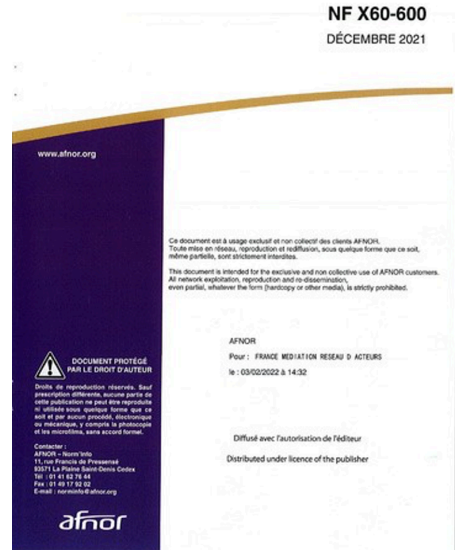 NF X60-600
DÉCEMBRE 2021
www.afnor.org
Ce document est à usage exclusif et non collectif des clients AFNOR.
Toute mise en réseau, reproduction et rediffusion, sous quelque forme que ce soit,
même partielle, sont strictement interdites.
This document is intended for the exclusive and non collective use of AFNOR customers.
All network exploitation, reproduction and re-dissemination,
even partial, whatever the form (hardcopy or other media), is strictly prohibited.
AFNOR
Pour : FRANCE MEDIATION RESEAU D ACTEURS
le : 03/02/2022 à 14:32
DOCUMENT PROTÉGÉ
PAR LE DROIT D'AUTEUR
Droits de reproduction réservés. Sauf
prescription différente, aucune partie de
cette publication ne peut être reproduite
ni utilisée sous quelque forme que ce
soit et par aucun procédé, électronique
ou mécanique, y compris la photocopie
et les microfilms, sans accord formel.
Contacter :
AFNOR – Norm'Info
11, rue Francis de Pressensé
93571 La Plaine Saint-Denis Cedex
Tél : 01 41 62 76 44
Fax : 01 49 17 92 02
E-mail : norminfo@afnor.org
Diffusé avec l'autorisation de l'éditeur
Distributed under licence of the publisher
afnor